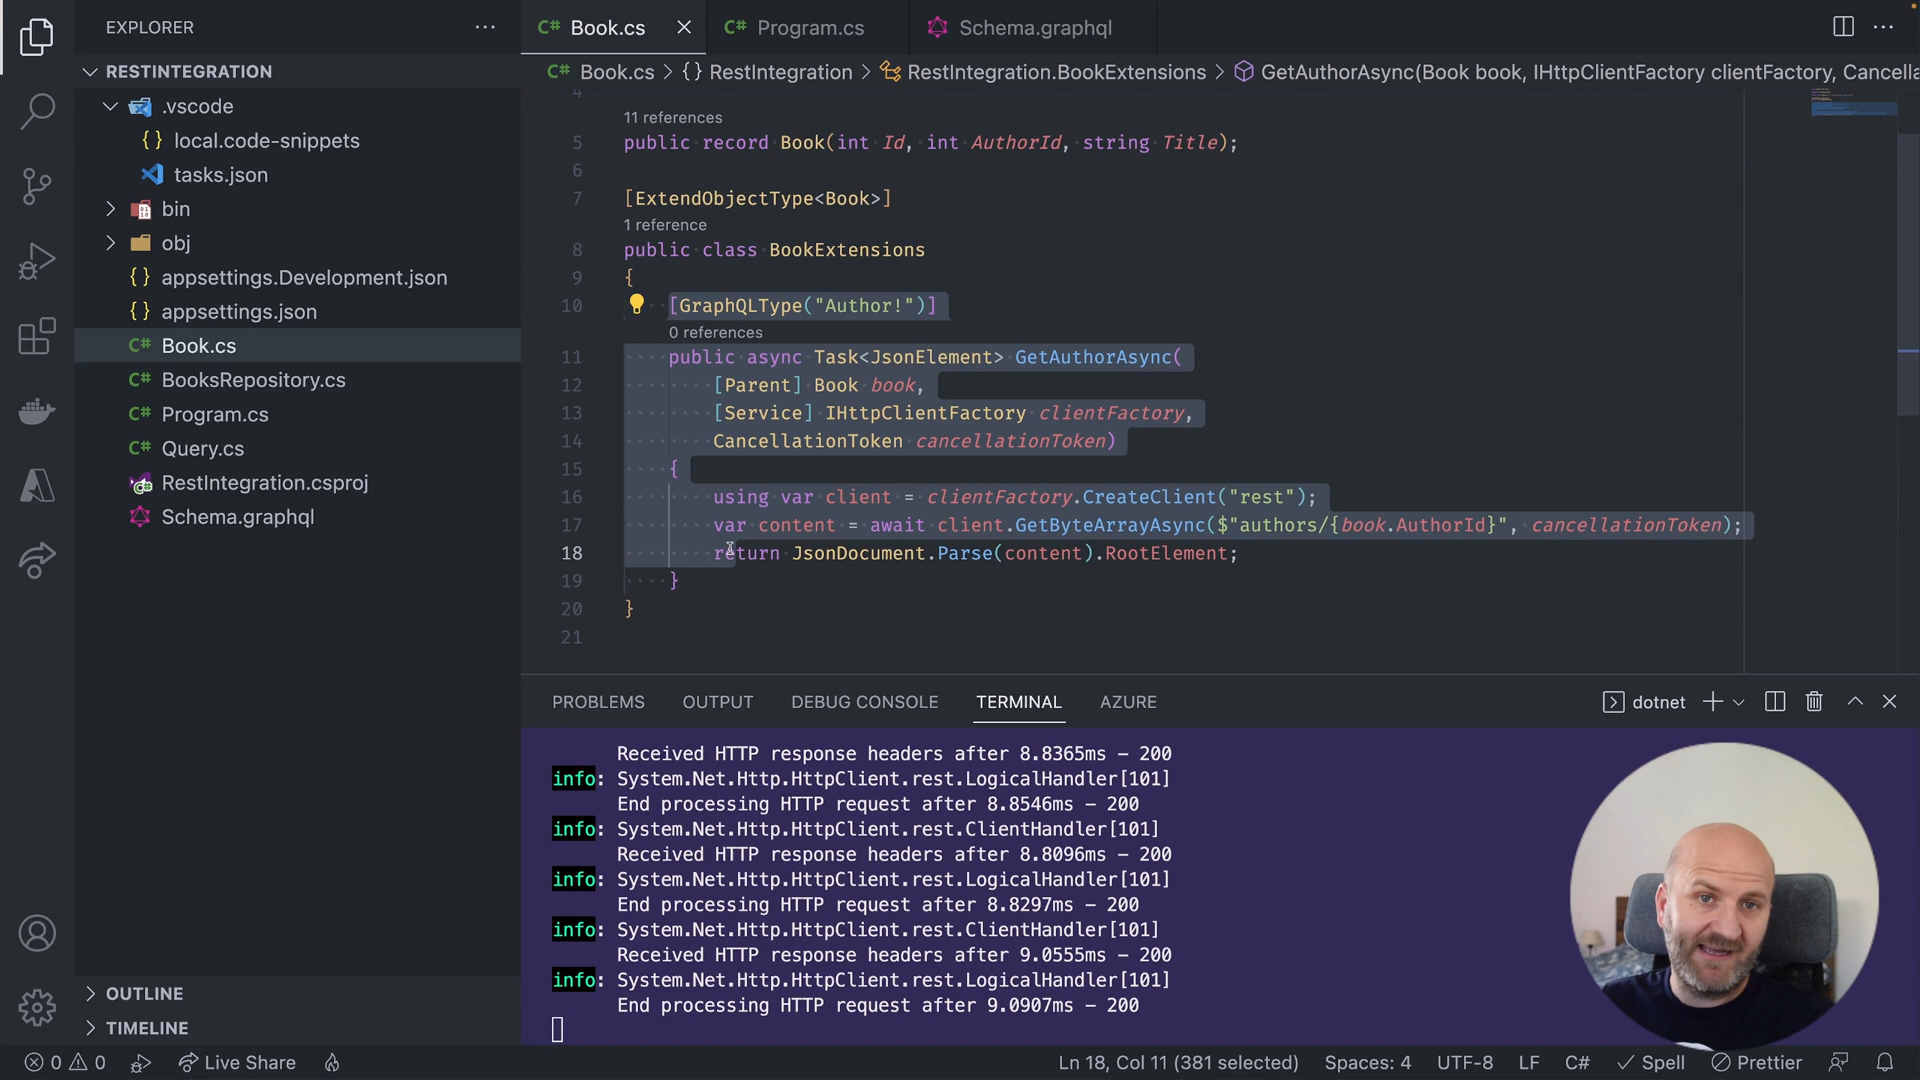 EXPLORER
RESTINTEGRATION
.vscode
local.code-snippets
tasks.json
bin
obj
appsettings.Development.json
appsettings.json
Book.cs
BooksRepository.cs
Program.cs
Query.cs
RestIntegration.csproj
Schema.graphql
OUTLINE
TIMELINE
Book.cs
Program.cs
Schema.graphql
Book.cs > {} RestIntegration > RestIntegration.BookExtensions > GetAuthorAsync(Book book, IHttpClientFactory clientFactory, Cancella
4
11 references
5 public record Book(int Id, int AuthorId, string Title);
6
7 [ExtendObjectType<Book>]
1 reference
8 public class BookExtensions
9 {
10 [GraphQLType("Author!")]
0 references
11 public async Task<JsonElement> GetAuthorAsync(
12 [Parent] Book book,
13 [Service] IHttpClientFactory clientFactory,
14 CancellationToken cancellationToken)
15 {
16 using var client = clientFactory.CreateClient("rest");
17 var content = await client.GetByteArrayAsync($"authors/{book.AuthorId}", cancellationToken);
18 return JsonDocument.Parse(content).RootElement;
19 }
20 }
21
PROBLEMS OUTPUT DEBUG CONSOLE TERMINAL AZURE
dotnet
Received HTTP response headers after 8.8365ms - 200
info: System.Net.Http.HttpClient.rest.LogicalHandler[101]
End processing HTTP request after 8.8546ms - 200
info: System.Net.Http.HttpClient.rest.ClientHandler[101]
Received HTTP response headers after 8.8096ms - 200
info: System.Net.Http.HttpClient.rest.LogicalHandler[101]
End processing HTTP request after 8.8297ms - 200
info: System.Net.Http.HttpClient.rest.ClientHandler[101]
Received HTTP response headers after 9.0555ms - 200
info: System.Net.Http.HttpClient.rest.LogicalHandler[101]
End processing HTTP request after 9.0907ms - 200
0 0 Live Share Ln 18, Col 11 (381 selected) Spaces: 4 UTF-8 LF C# Spell Prettier